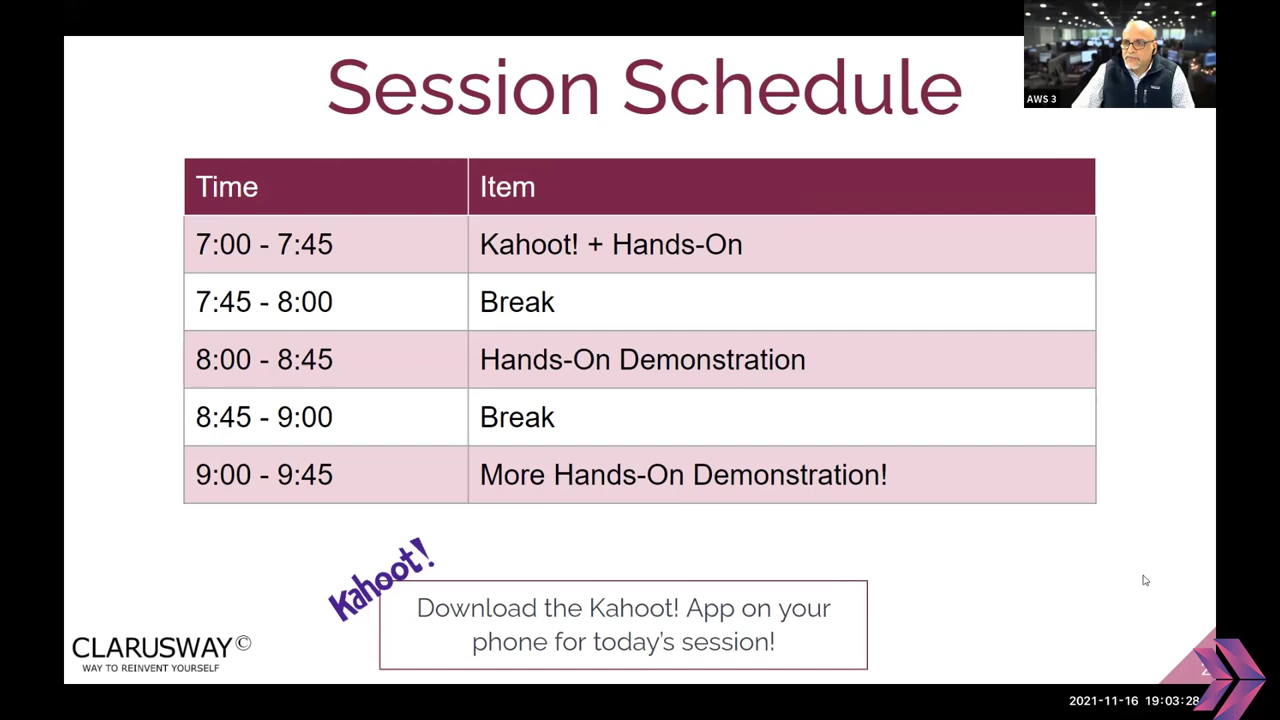 Session Schedule
AWS 3
Time Item
7:00 - 7:45 Kahoot! + Hands-On
7:45 - 8:00 Break
8:00 - 8:45 Hands-On Demonstration
8:45 - 9:00 Break
9:00 - 9:45 More Hands-On Demonstration!
Kahoot!
Download the Kahoot! App on your
phone for today's session!
CLARUSWAY©
WAY TO REINVENT YOURSELF
2021-11-16 19:03:28